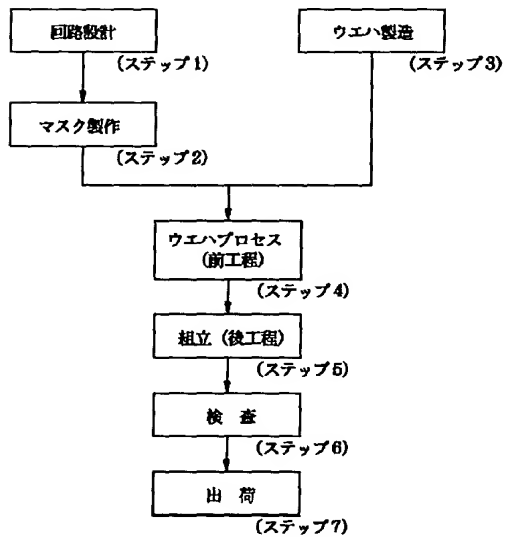 回路設計
(ステップ1)
ウエハ製造
(ステップ3)
マスク製作
(ステップ2)
ウエハプロセス
(前工程)
(ステップ4)
組立 (後工程)
(ステップ5)
検 査
(ステップ6)
出 荷
(ステップ7)